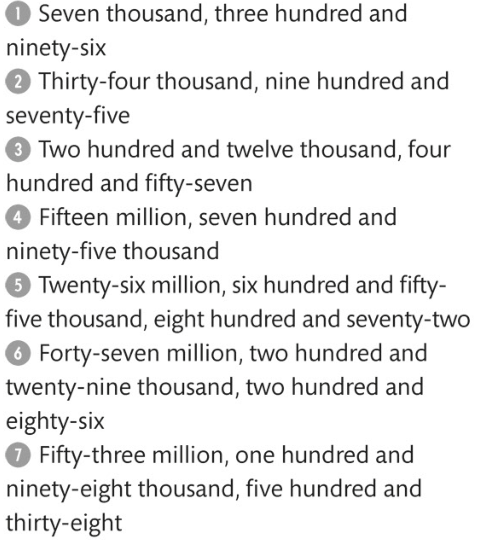 1 Seven thousand, three hundred and
ninety-six
2 Thirty-four thousand, nine hundred and
seventy-five
3 Two hundred and twelve thousand, four
hundred and fifty-seven
4 Fifteen million, seven hundred and
ninety-five thousand
5 Twenty-six million, six hundred and fifty-
five thousand, eight hundred and seventy-two
6 Forty-seven million, two hundred and
twenty-nine thousand, two hundred and
eighty-six
7 Fifty-three million, one hundred and
ninety-eight thousand, five hundred and
thirty-eight